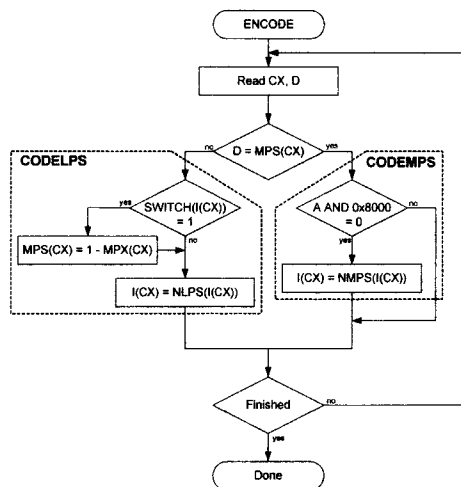 ENCODE
Read CX, D
D = MPS(CX)
no
yes
CODELPS
CODEMPS
SWITCH(I(CX))
= 1
yes
no
MPS(CX) = 1 - MPX(CX)
I(CX) = NLPS(I(CX))
A AND 0x8000
= 0
no
yes
I(CX) = NMPS(I(CX))
Finished
no
yes
Done